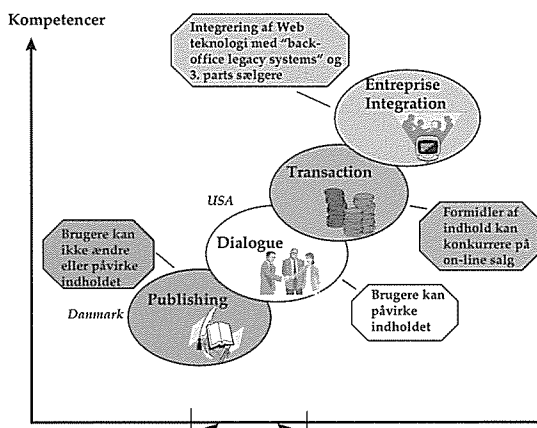 Kompetencer
Integrering af Web
teknologi med "back-
office legacy systems" og
3. parts sælgere
Entreprise
Integration
Transaction
USA
Formidler af
indhold kan
konkurrere på
on-line salg
Brugere kan
ikke ændre
eller påvirke
indholdet
Dialogue
Publishing
Danmark
Brugere kan
påvirke
indholdet